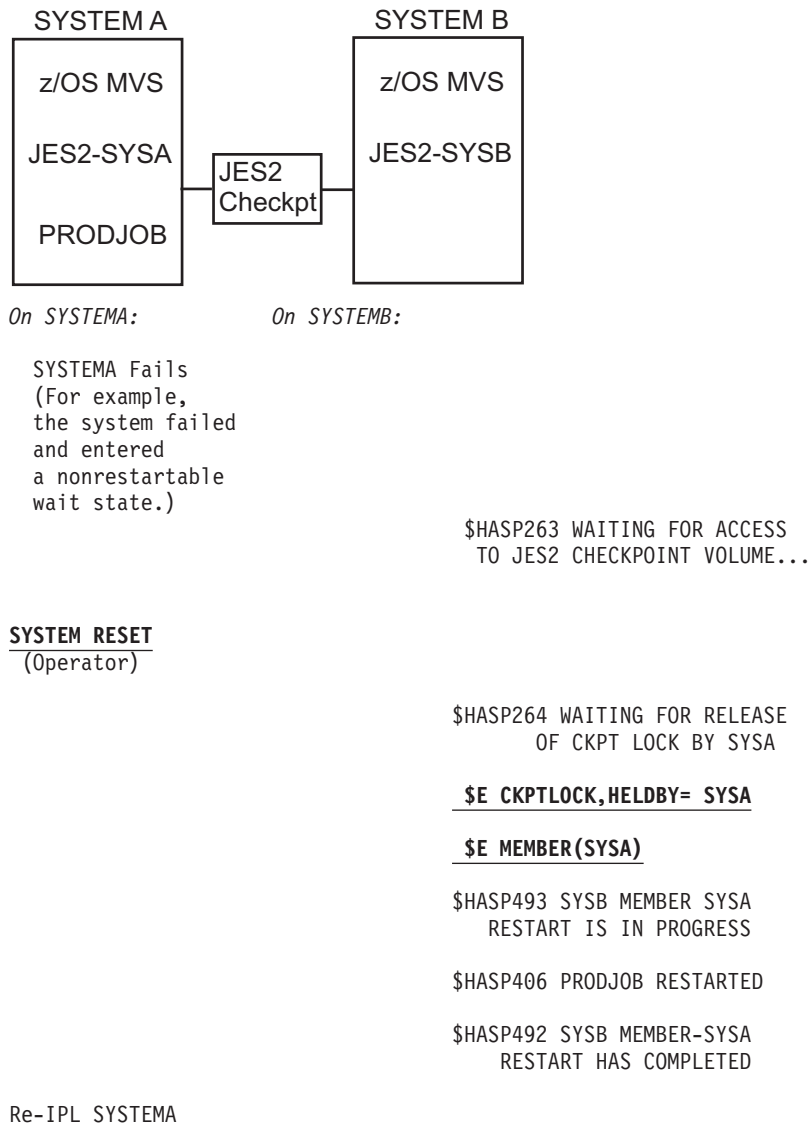 SYSTEM A
SYSTEM B
z/OS MVS
JES2-SYSA
PRODJOB
JES2
Checkpt
z/OS MVS
JES2-SYSB
On SYSTEMA:
On SYSTEMB:
SYSTEMA Fails
(For example,
the system failed
and entered
a nonrestartable
wait state.)
$HASP263 WAITING FOR ACCESS
TO JES2 CHECKPOINT VOLUME...
SYSTEM RESET
(Operator)
$HASP264 WAITING FOR RELEASE
OF CKPT LOCK BY SYSA
$E CKPTLOCK,HELDBY= SYSA
$E MEMBER(SYSA)
$HASP493 SYSB MEMBER SYSA
RESTART IS IN PROGRESS
$HASP406 PRODJOB RESTARTED
$HASP492 SYSB MEMBER-SYSA
RESTART HAS COMPLETED
Re-IPL SYSTEMA